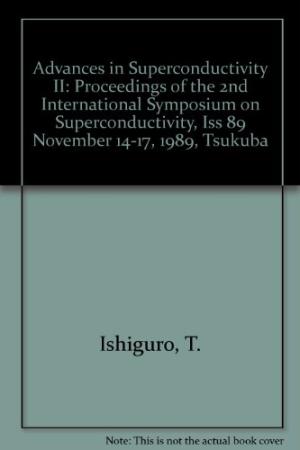 Advances in Superconductivity
II: Proceedings of the 2nd
International Symposium on
Superconductivity, Iss 89
November 14-17, 1989, Tsukuba
Ishiguro, T.
Note: This is not the actual book cover